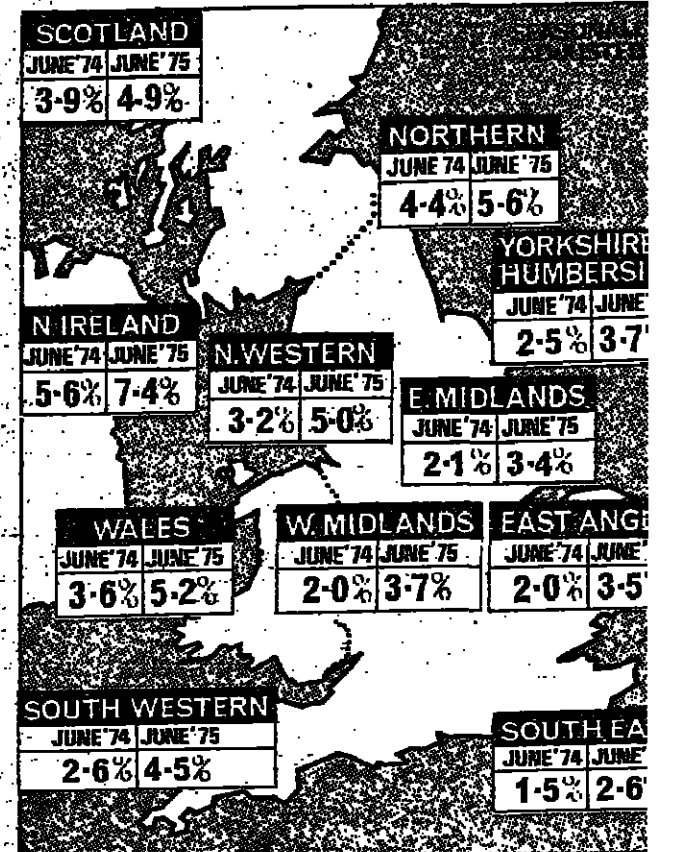 SCOTLAND
JUNE'74 JUNE'75
3·9% 4·9%
NORTHERN
JUNE 74 JUNE'75
4·4% 5·6%
YORKSHIRE
HUMBERSI
JUNE'74 JUNE'
2·5% 3·7
N.IRELAND
JUNE'74 JUNE'75
5·6% 7·4%
N.WESTERN
JUNE'74 JUNE'75
3·2% 5·0%
E.MIDLANDS
JUNE'74 JUNE'75
2·1% 3·4%
WALES
JUNE'74 JUNE'75
3·6% 5·2%
W.MIDLANDS
JUNE'74 JUNE'75
2·0% 3·7%
EAST ANGL
JUNE'74 JUNE'
2·0% 3·5
SOUTH WESTERN
JUNE'74 JUNE'75
2·6% 4·5%
SOUTH EA
JUNE'74 JUNE'
1·5% 2·6